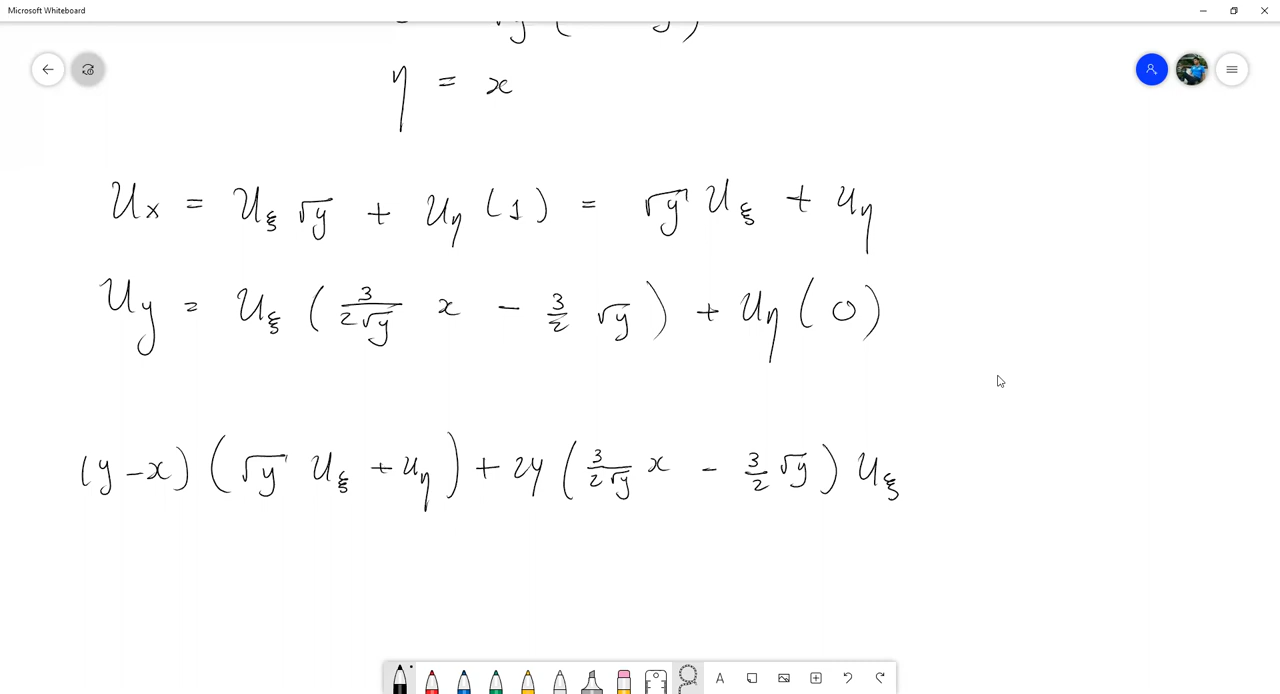 Microsoft Whiteboard
η = x
Ux = Uξ √y + Uη (1) = √y Uξ + Uη
Uy = Uξ ( 3/(2√y) x - 3/2 √y ) + Uη ( 0 )
(y - x) ( √y Uξ + Uη ) + 2y ( 3/(2√y) x - 3/2 √y ) Uξ
A